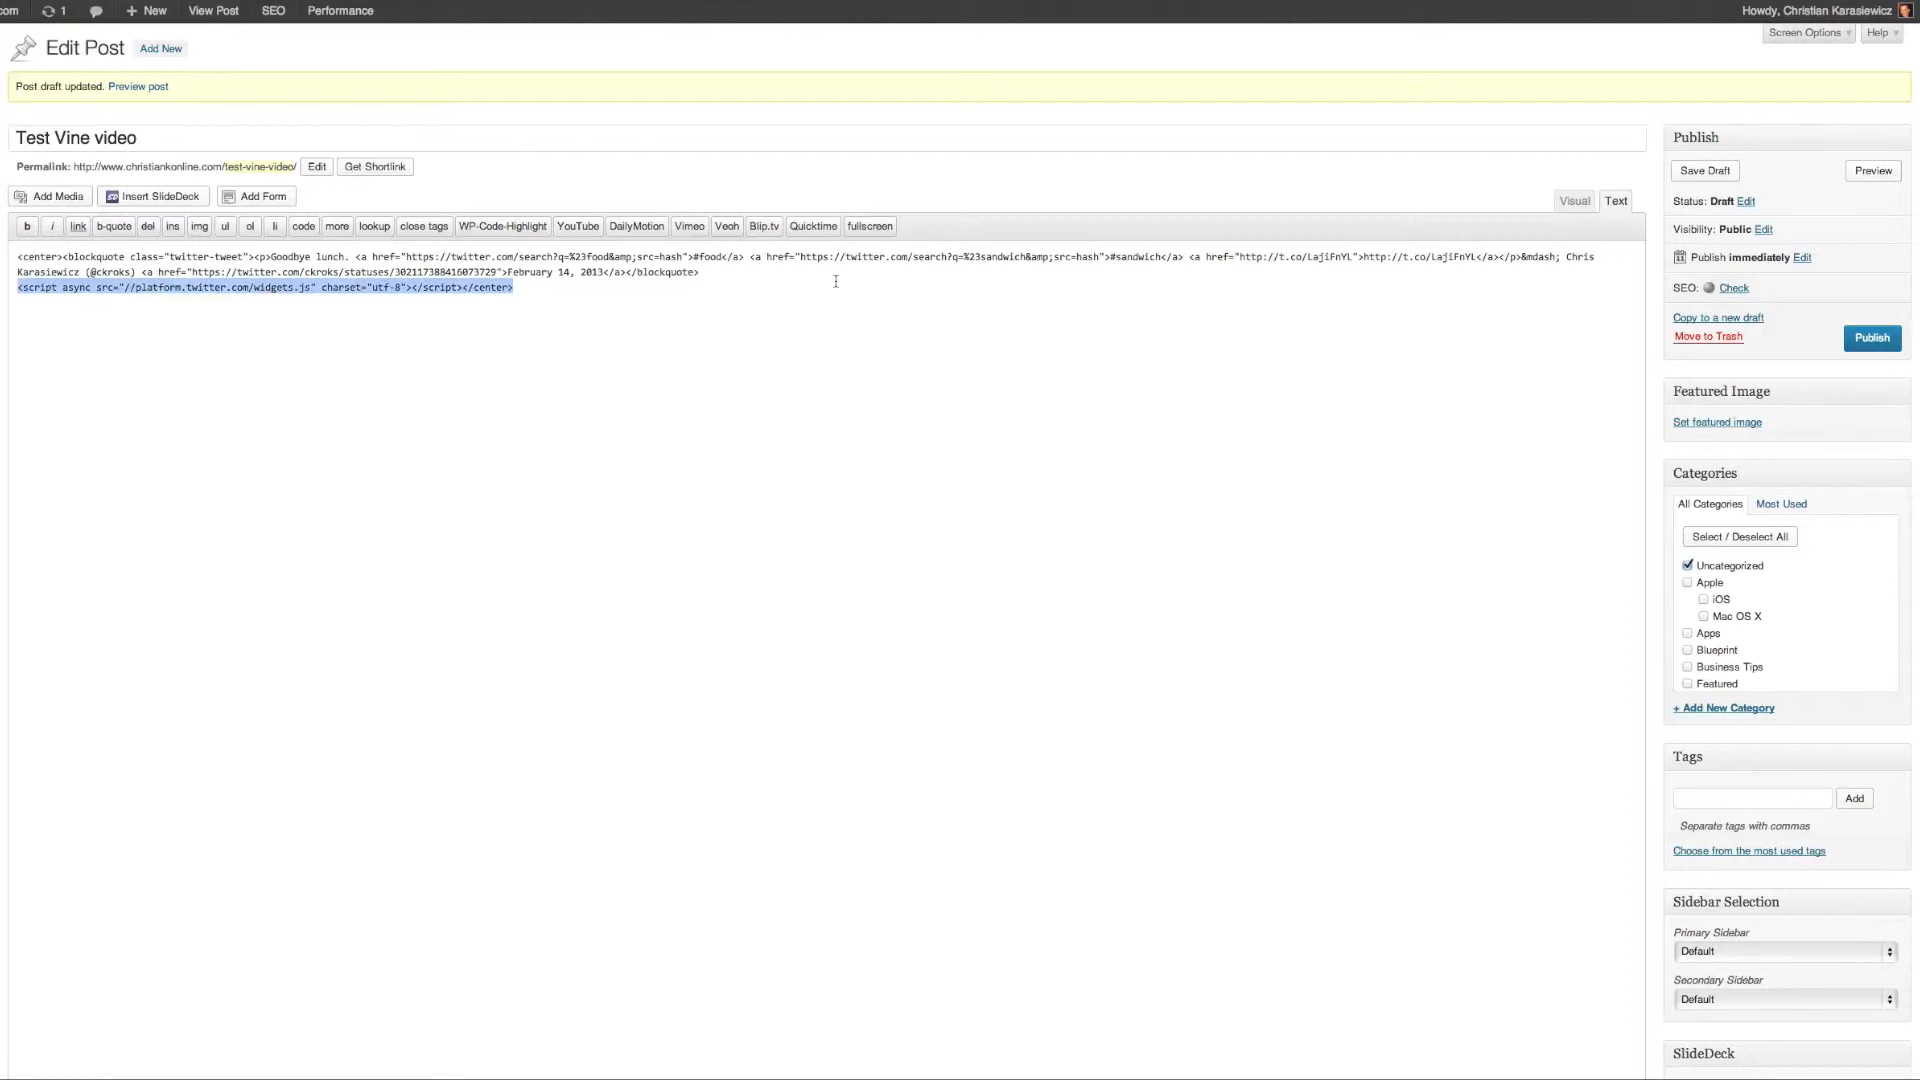 com 1 New View Post SEO Performance Howdy, Christian Karasiewicz
Screen Options Help
Edit Post Add New
Post draft updated. Preview post
Test Vine video
Permalink: http://www.christiankonline.com/test-vine-video/ Edit Get Shortlink
Add Media Insert SlideDeck Add Form
Visual Text
b i link b-quote del ins img ul ol li code more lookup close tags WP-Code-Highlight YouTube DailyMotion Vimeo Veoh Blip.tv Quicktime fullscreen
<center><blockquote class="twitter-tweet"><p>Goodbye lunch. <a href="https://twitter.com/search?q=%23food&amp;src=hash">#food</a> <a href="https://twitter.com/search?q=%23sandwich&amp;src=hash">#sandwich</a> <a href="http://t.co/LajiFnYL">http://t.co/LajiFnYL</a></p>&mdash; Chris
Karasiewicz (@ckroks) <a href="https://twitter.com/ckroks/statuses/302117388416073729">February 14, 2013</a></blockquote>
<script async src="//platform.twitter.com/widgets.js" charset="utf-8"></script></center>
Publish
Save Draft Preview
Status: Draft Edit
Visibility: Public Edit
Publish immediately Edit
SEO: Check
Copy to a new draft
Move to Trash
Publish
Featured Image
Set featured image
Categories
All Categories Most Used
Select / Deselect All
Uncategorized
Apple
iOS
Mac OS X
Apps
Blueprint
Business Tips
Featured
+ Add New Category
Tags
Add
Separate tags with commas
Choose from the most used tags
Sidebar Selection
Primary Sidebar
Default
Secondary Sidebar
Default
SlideDeck